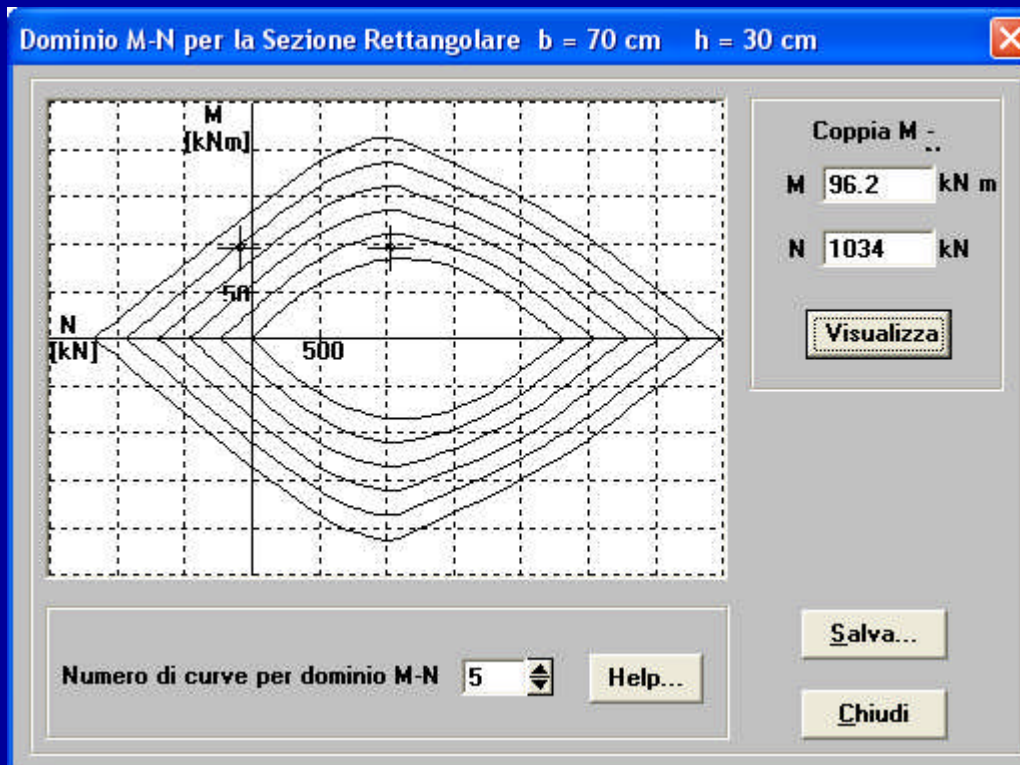 Dominio M-N per la Sezione Rettangolare b = 70 cm h = 30 cm
M
[kNm]
50
N
[kN]
500
Coppia M -
M 96.2 kN m
N 1034 kN
Visualizza
Numero di curve per dominio M-N 5 Help...
Salva...
Chiudi